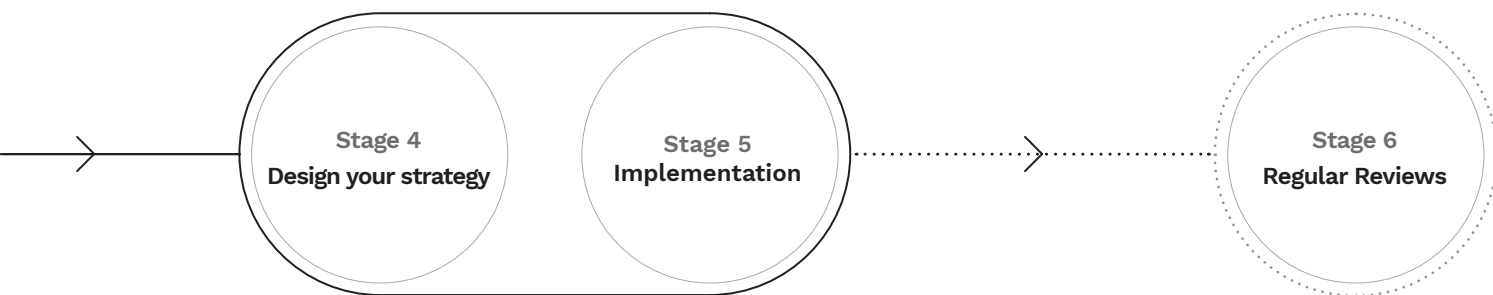 Stage 4
Design your strategy
Stage 5
Implementation
Stage 6
Regular Reviews